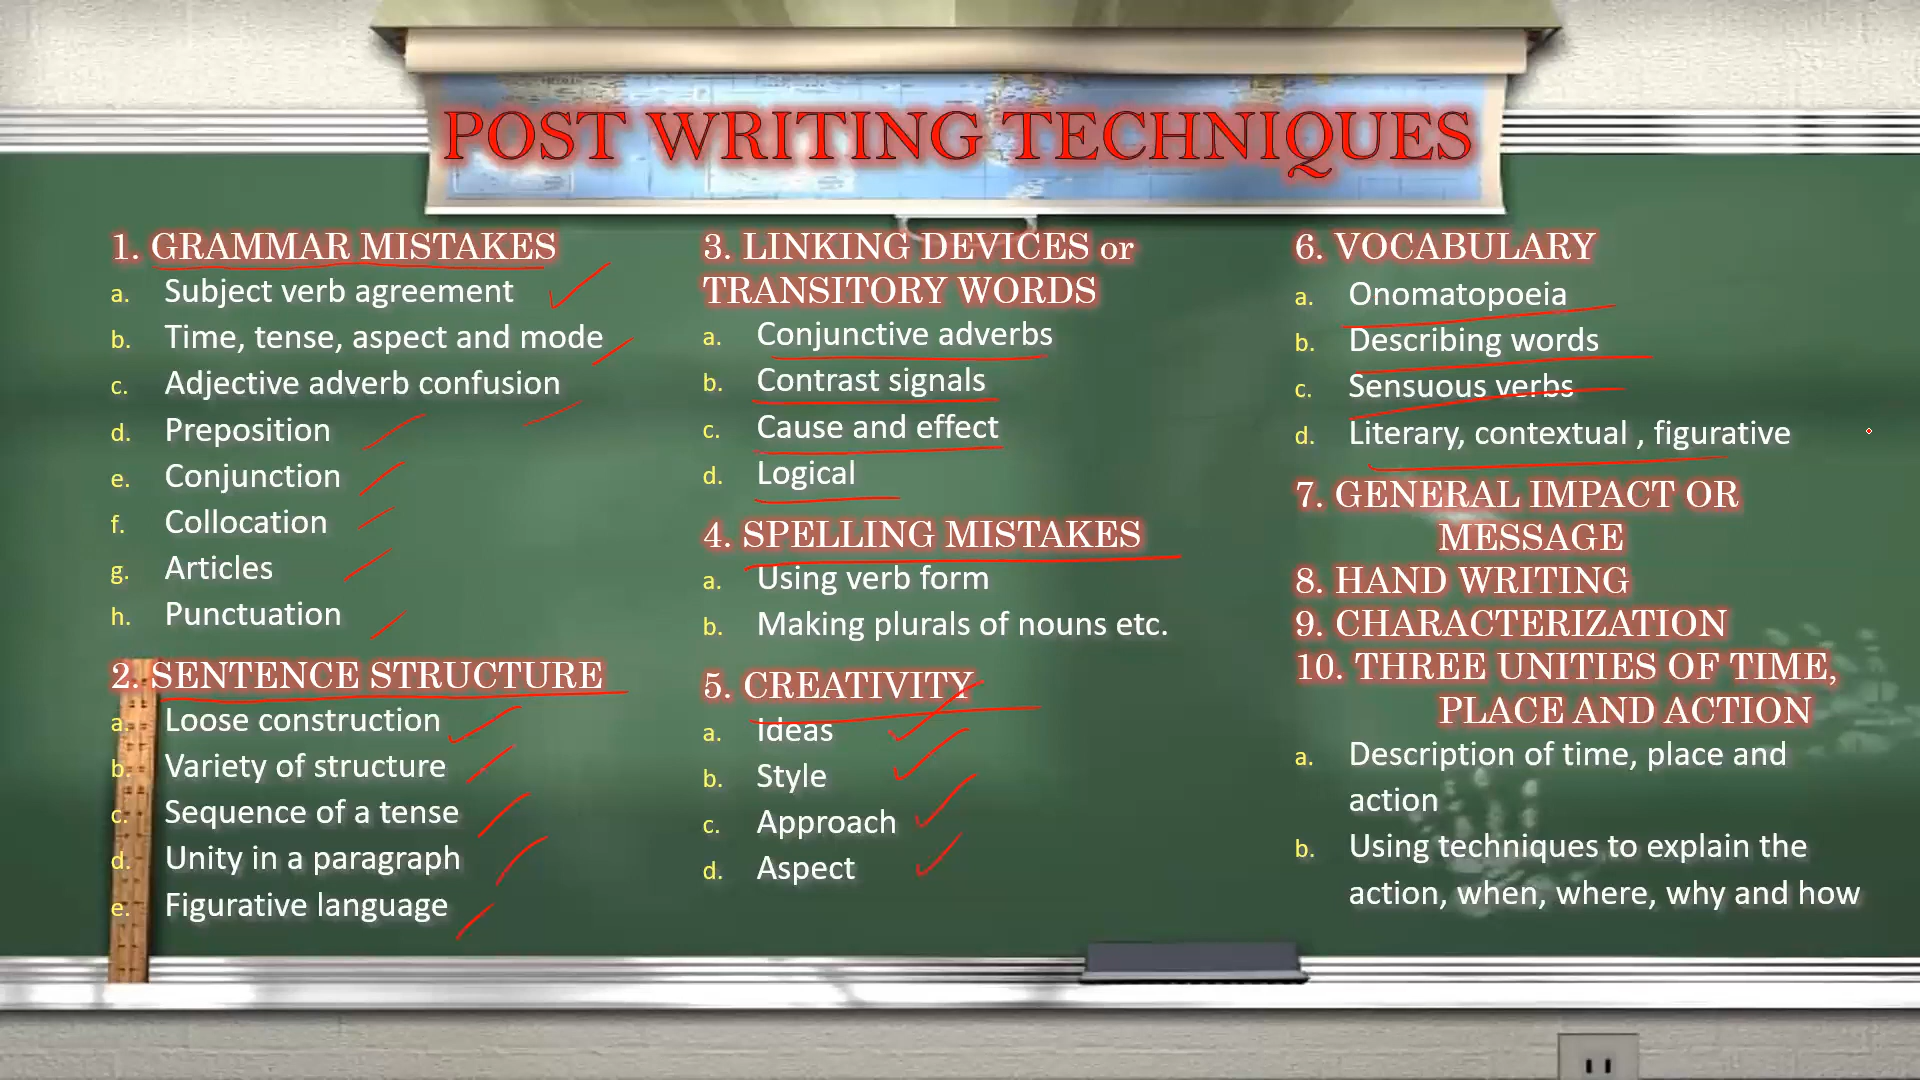 POST WRITING TECHNIQUES
1. GRAMMAR MISTAKES
a. Subject verb agreement
b. Time, tense, aspect and mode
c. Adjective adverb confusion
d. Preposition
e. Conjunction
f. Collocation
g. Articles
h. Punctuation
2. SENTENCE STRUCTURE
a. Loose construction
b. Variety of structure
c. Sequence of a tense
d. Unity in a paragraph
e. Figurative language
3. LINKING DEVICES or
TRANSITORY WORDS
a. Conjunctive adverbs
b. Contrast signals
c. Cause and effect
d. Logical
4. SPELLING MISTAKES
a. Using verb form
b. Making plurals of nouns etc.
5. CREATIVITY
a. Ideas
b. Style
c. Approach
d. Aspect
6. VOCABULARY
a. Onomatopoeia
b. Describing words
c. Sensuous verbs
d. Literary, contextual , figurative
7. GENERAL IMPACT OR
MESSAGE
8. HAND WRITING
9. CHARACTERIZATION
10. THREE UNITIES OF TIME,
PLACE AND ACTION
a. Description of time, place and
action
b. Using techniques to explain the
action, when, where, why and how